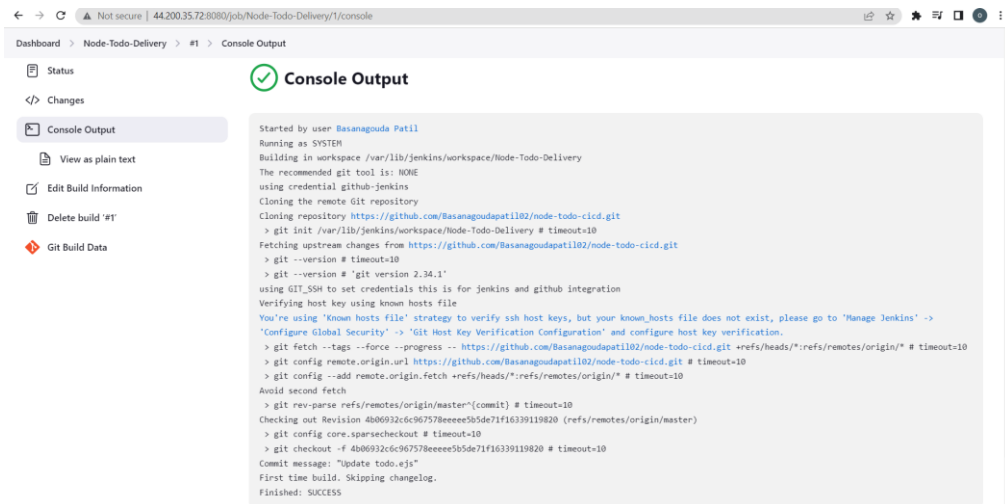 Not secure | 44.200.35.72:8080/job/Node-Todo-Delivery/1/console
Dashboard > Node-Todo-Delivery > #1 > Console Output
Status
Changes
Console Output
View as plain text
Edit Build Information
Delete build '#1'
Git Build Data
Console Output
Started by user Basanagouda Patil
Running as SYSTEM
Building in workspace /var/lib/jenkins/workspace/Node-Todo-Delivery
The recommended git tool is: NONE
using credential github-jenkins
Cloning the remote Git repository
Cloning repository https://github.com/Basanagoudapatil02/node-todo-cicd.git
> git init /var/lib/jenkins/workspace/Node-Todo-Delivery # timeout=10
Fetching upstream changes from https://github.com/Basanagoudapatil02/node-todo-cicd.git
> git --version # timeout=10
> git --version # 'git version 2.34.1'
using GIT_SSH to set credentials this is for jenkins and github integration
Verifying host key using known hosts file
You're using 'Known hosts file' strategy to verify ssh host keys, but your known_hosts file does not exist, please go to 'Manage Jenkins' ->
'Configure Global Security' -> 'Git Host Key Verification Configuration' and configure host key verification.
> git fetch --tags --force --progress -- https://github.com/Basanagoudapatil02/node-todo-cicd.git +refs/heads/*:refs/remotes/origin/* # timeout=10
> git config remote.origin.url https://github.com/Basanagoudapatil02/node-todo-cicd.git # timeout=10
> git config --add remote.origin.fetch +refs/heads/*:refs/remotes/origin/* # timeout=10
Avoid second fetch
> git rev-parse refs/remotes/origin/master^{commit} # timeout=10
Checking out Revision 4b06932c6c967578eeeee5b5de71f16339119820 (refs/remotes/origin/master)
> git config core.sparsecheckout # timeout=10
> git checkout -f 4b06932c6c967578eeeee5b5de71f16339119820 # timeout=10
Commit message: "Update todo.ejs"
First time build. Skipping changelog.
Finished: SUCCESS